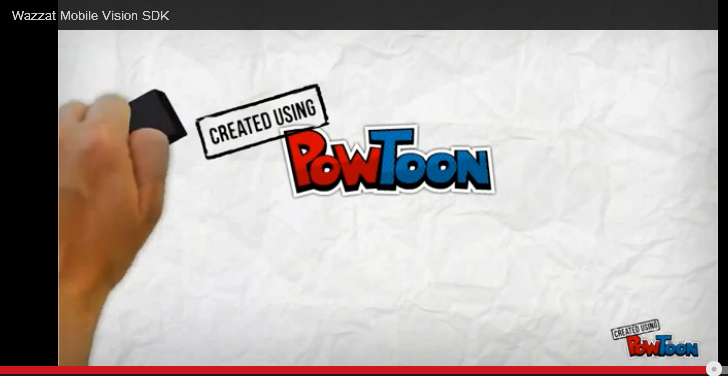 Wazzat Mobile Vision SDK
CREATED USING
POWTOON
CREATED USING
POWTOON